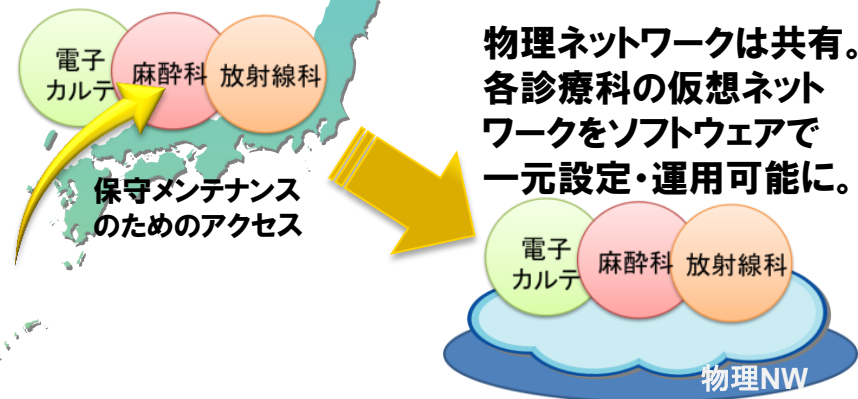 電子
カルテ
麻酔科
放射線科
保守メンテナンス
のためのアクセス
物理ネットワークは共有。
各診療科の仮想ネット
ワークをソフトウェアで
一元設定・運用可能に。
電子
カルテ
麻酔科
放射線科
物理NW